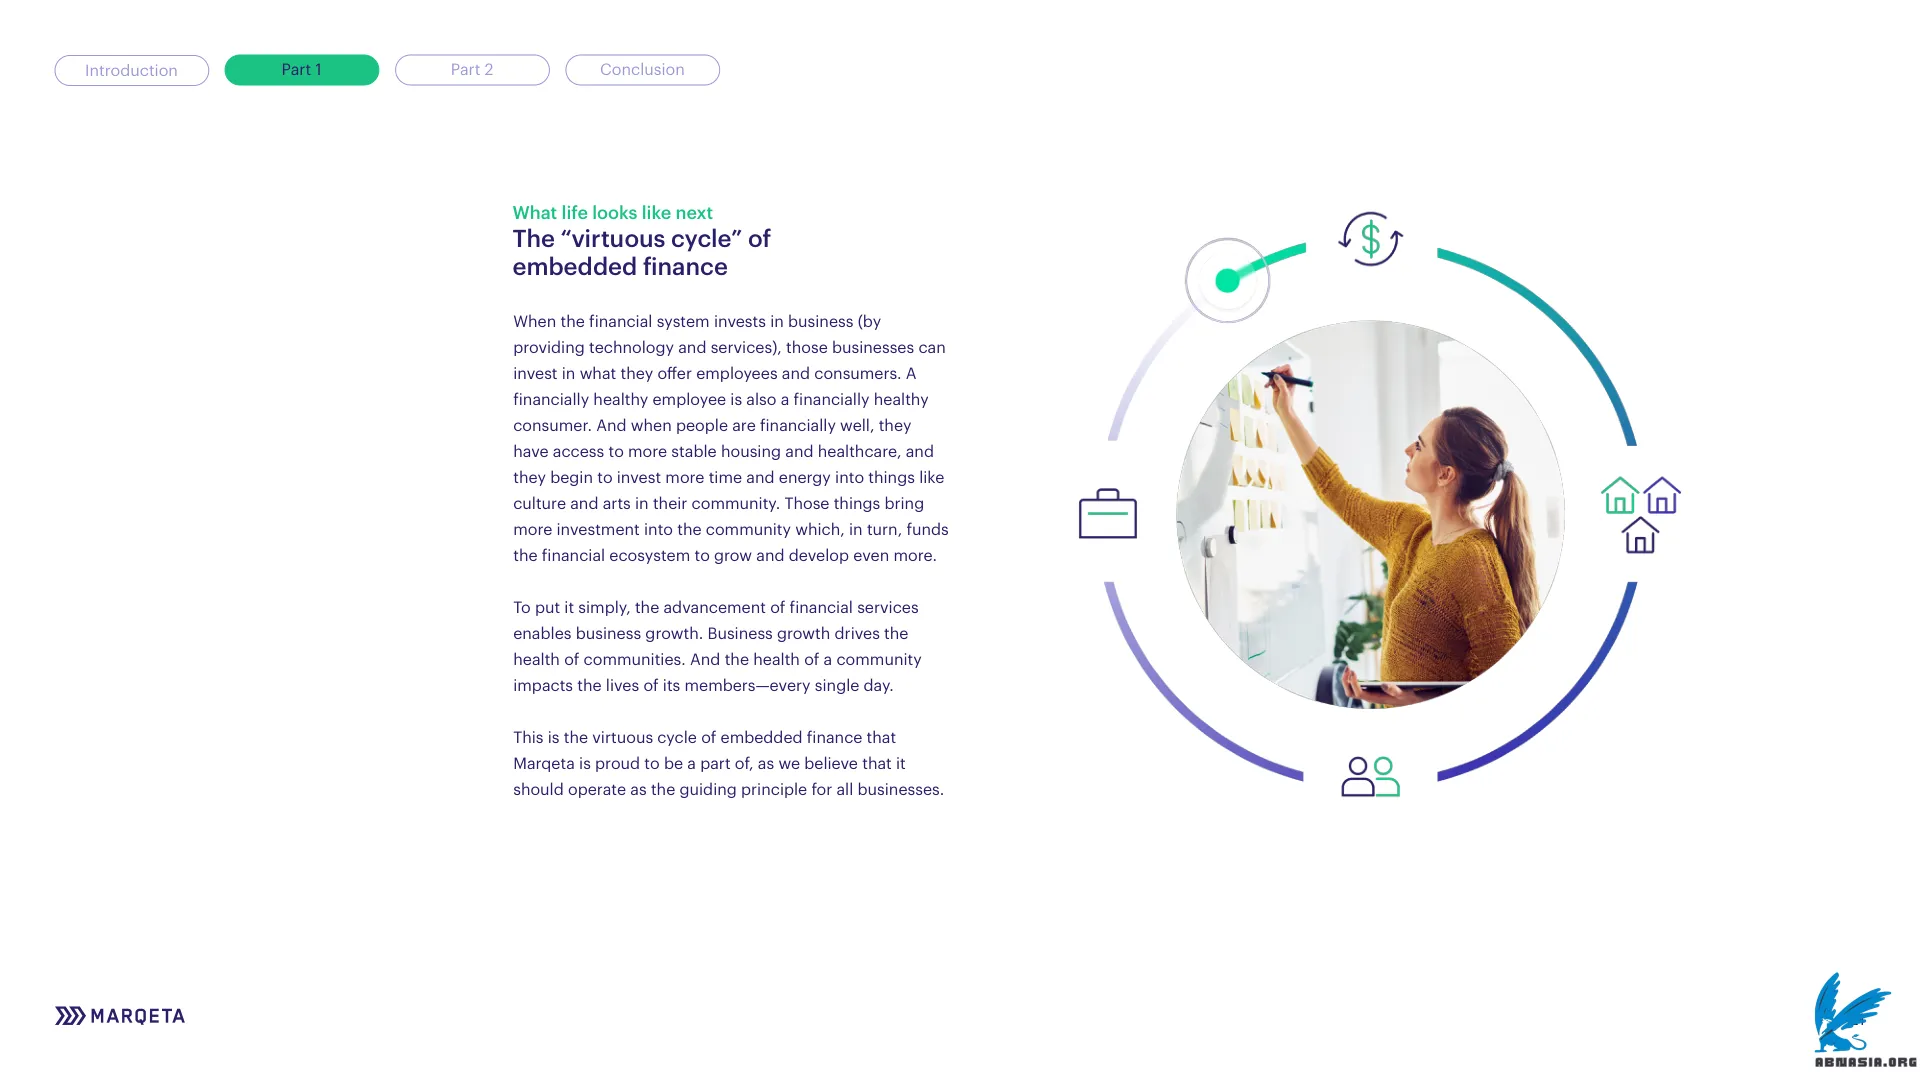 Introduction
Part 1
Part 2
Conclusion
What life looks like next
The “virtuous cycle” of
embedded finance
When the financial system invests in business (by
providing technology and services), those businesses can
invest in what they offer employees and consumers. A
financially healthy employee is also a financially healthy
consumer. And when people are financially well, they
have access to more stable housing and healthcare, and
they begin to invest more time and energy into things like
culture and arts in their community. Those things bring
more investment into the community which, in turn, funds
the financial ecosystem to grow and develop even more.
To put it simply, the advancement of financial services
enables business growth. Business growth drives the
health of communities. And the health of a community
impacts the lives of its members—every single day.
This is the virtuous cycle of embedded finance that
Marqeta is proud to be a part of, as we believe that it
should operate as the guiding principle for all businesses.
MARQETA
ABNASIA.ORG